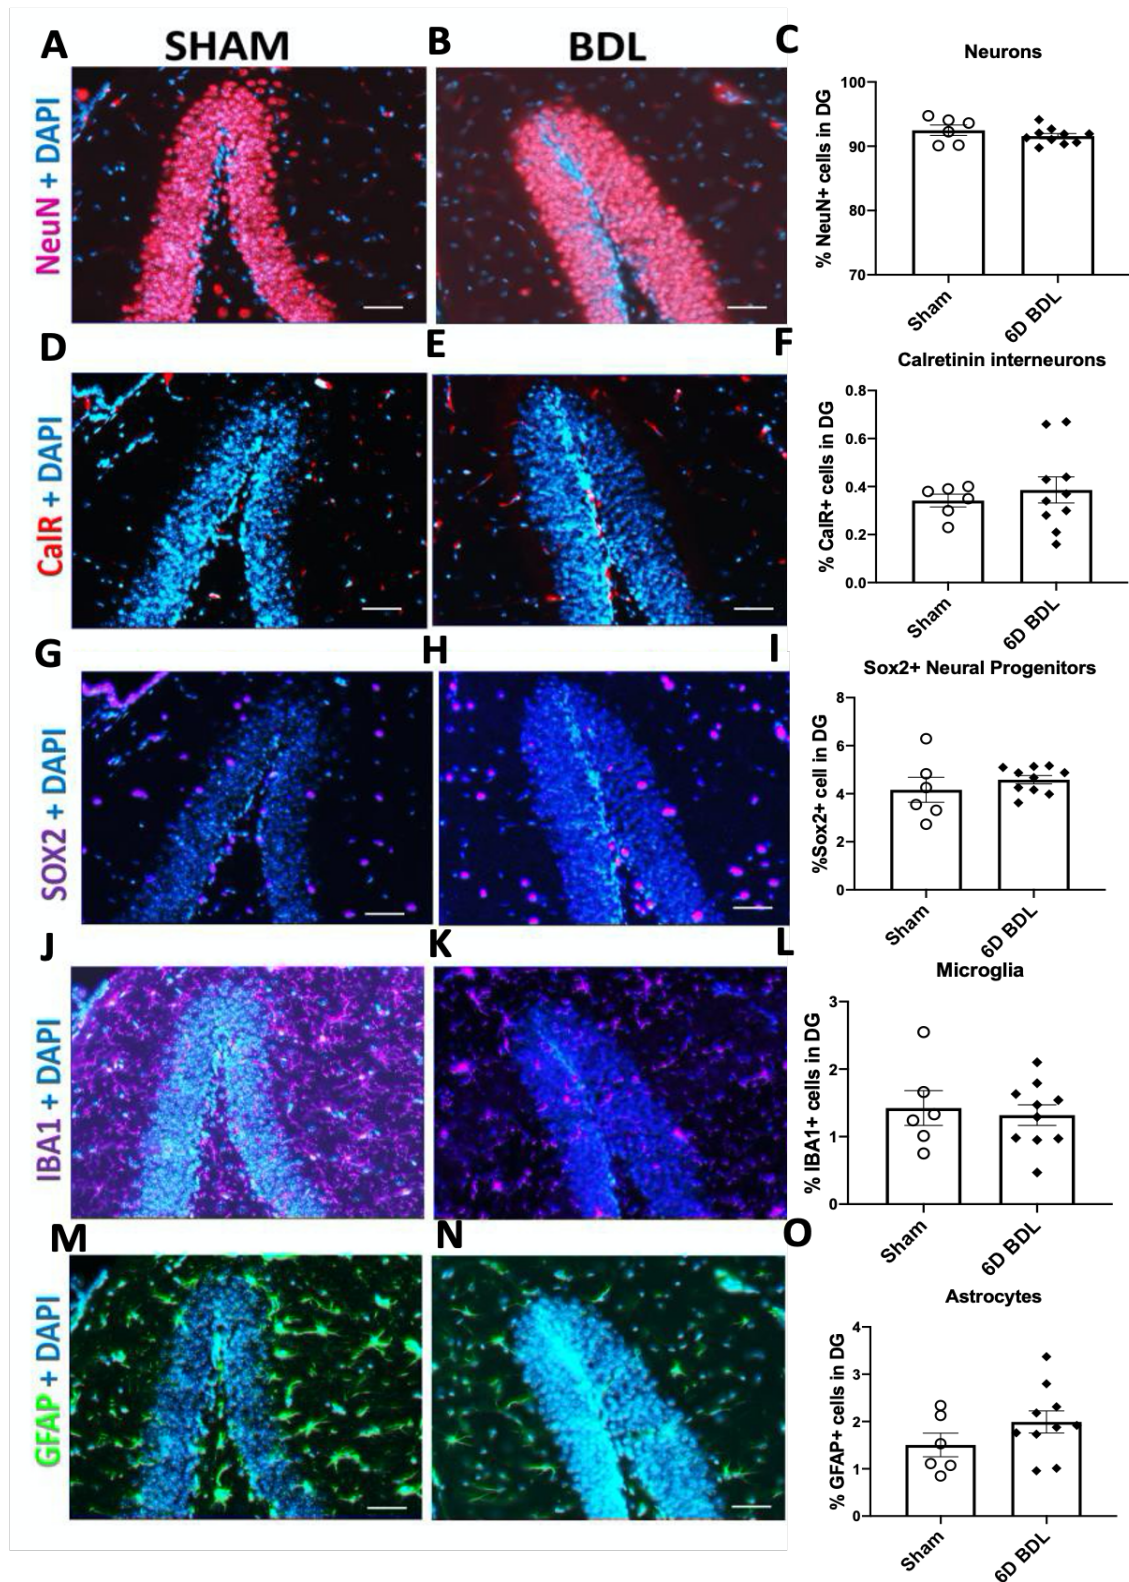 A SHAM B BDL C
NeuN + DAPI
Neurons
% NeuN+ cells in DG
100
90
80
70
Sham
6D BDL
D E F
CalR + DAPI
Calretinin interneurons
% CalR+ cells in DG
0.8
0.6
0.4
0.2
0.0
Sham
6D BDL
G H I
SOX2 + DAPI
Sox2+ Neural Progenitors
%Sox2+ cell in DG
8
6
4
2
0
Sham
6D BDL
J K L
IBA1 + DAPI
Microglia
% IBA1+ cells in DG
3
2
1
0
Sham
6D BDL
M N O
GFAP + DAPI
Astrocytes
% GFAP+ cells in DG
4
3
2
1
0
Sham
6D BDL